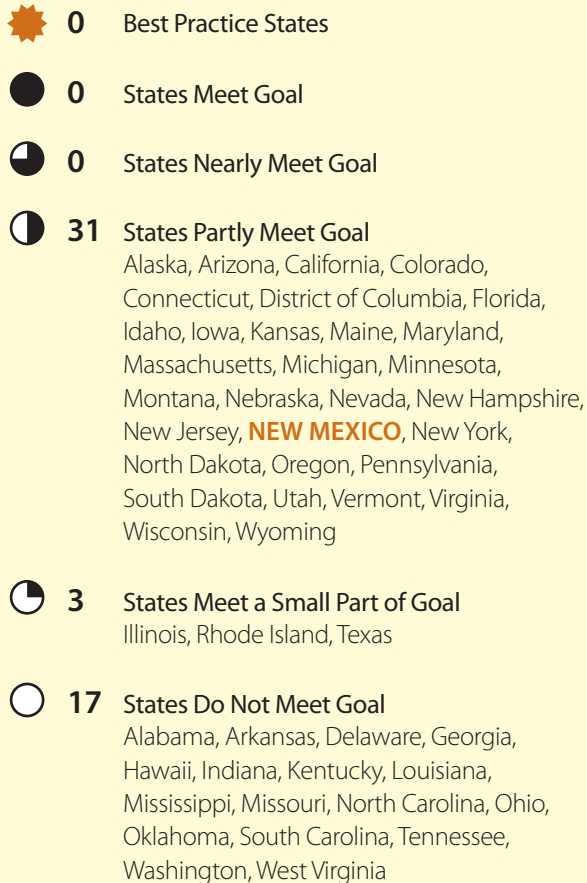 0 Best Practice States
0 States Meet Goal
0 States Nearly Meet Goal
31 States Partly Meet Goal
Alaska, Arizona, California, Colorado,
Connecticut, District of Columbia, Florida,
Idaho, Iowa, Kansas, Maine, Maryland,
Massachusetts, Michigan, Minnesota,
Montana, Nebraska, Nevada, New Hampshire,
New Jersey, NEW MEXICO, New York,
North Dakota, Oregon, Pennsylvania,
South Dakota, Utah, Vermont, Virginia,
Wisconsin, Wyoming
3 States Meet a Small Part of Goal
Illinois, Rhode Island, Texas
17 States Do Not Meet Goal
Alabama, Arkansas, Delaware, Georgia,
Hawaii, Indiana, Kentucky, Louisiana,
Mississippi, Missouri, North Carolina, Ohio,
Oklahoma, South Carolina, Tennessee,
Washington, West Virginia